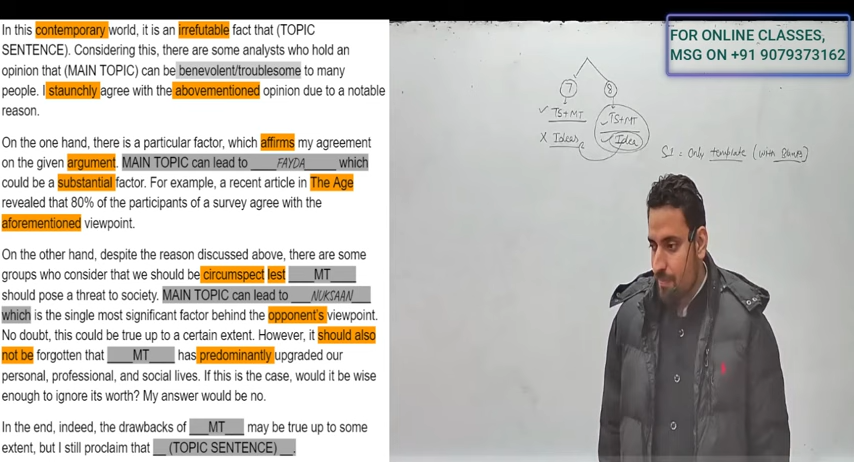 In this contemporary world, it is an irrefutable fact that (TOPIC
SENTENCE). Considering this, there are some analysts who hold an
opinion that (MAIN TOPIC) can be benevolent/troublesome to many
people. I staunchly agree with the abovementioned opinion due to a notable
reason.
On the one hand, there is a particular factor, which affirms my agreement
on the given argument. MAIN TOPIC can lead to ____FAYDA____ which
could be a substantial factor. For example, a recent article in The Age
revealed that 80% of the participants of a survey agree with the
aforementioned viewpoint.
On the other hand, despite the reason discussed above, there are some
groups who consider that we should be circumspect lest ____MT____
should pose a threat to society. MAIN TOPIC can lead to ___NUKSAAN___
which is the single most significant factor behind the opponent's viewpoint.
No doubt, this could be true up to a certain extent. However, it should also
not be forgotten that ____MT____ has predominantly upgraded our
personal, professional, and social lives. If this is the case, would it be wise
enough to ignore its worth? My answer would be no.
In the end, indeed, the drawbacks of ___MT___ may be true up to some
extent, but I still proclaim that __ (TOPIC SENTENCE) __.
FOR ONLINE CLASSES,
MSG ON +91 9079373162
7 8
✓ TS+MT ✓ TS+MT
X Ideas ✓ Idea
S1 = Only template (with blanks)